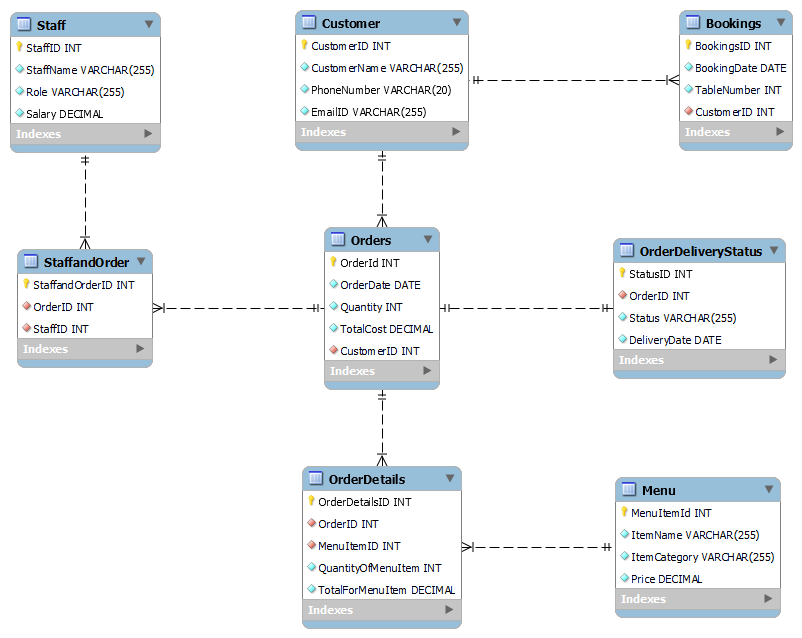 Staff
StaffID INT
StaffName VARCHAR(255)
Role VARCHAR(255)
Salary DECIMAL
Indexes
Customer
CustomerID INT
CustomerName VARCHAR(255)
PhoneNumber VARCHAR(20)
EmailID VARCHAR(255)
Indexes
Bookings
BookingsID INT
BookingDate DATE
TableNumber INT
CustomerID INT
Indexes
StaffandOrder
StaffandOrderID INT
OrderID INT
StaffID INT
Indexes
Orders
OrderId INT
OrderDate DATE
Quantity INT
TotalCost DECIMAL
CustomerID INT
Indexes
OrderDeliveryStatus
StatusID INT
OrderID INT
Status VARCHAR(255)
DeliveryDate DATE
Indexes
OrderDetails
OrderDetailsID INT
OrderID INT
MenuItemID INT
QuantityOfMenuItem INT
TotalForMenuItem DECIMAL
Indexes
Menu
MenuItemId INT
ItemName VARCHAR(255)
ItemCategory VARCHAR(255)
Price DECIMAL
Indexes